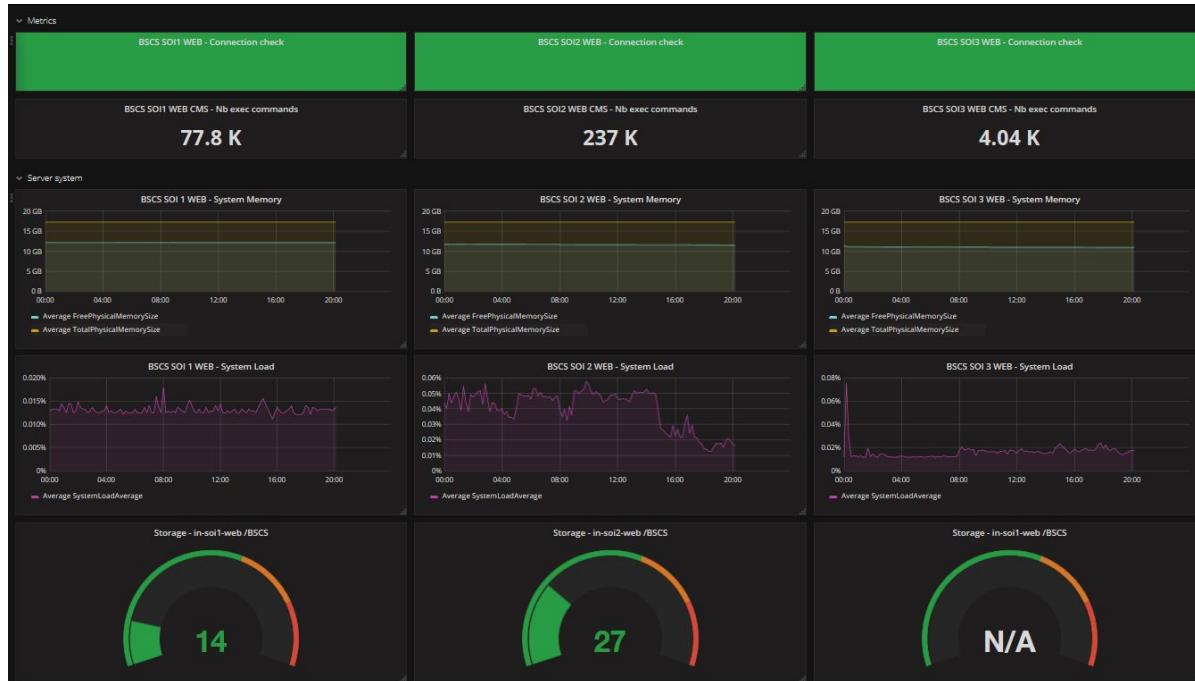 Metrics
BSCS SOI1 WEB - Connection check
BSCS SOI2 WEB - Connection check
BSCS SOI3 WEB - Connection check
BSCS SOI1 WEB CMS - Nb exec commands
77.8 K
BSCS SOI2 WEB CMS - Nb exec commands
237 K
BSCS SOI3 WEB CMS - Nb exec commands
4.04 K
Server system
BSCS SOI 1 WEB - System Memory
20 GB
15 GB
10 GB
5 GB
0 B
00:00 04:00 08:00 12:00 16:00 20:00
Average FreePhysicalMemorySize
Average TotalPhysicalMemorySize
BSCS SOI 2 WEB - System Memory
20 GB
15 GB
10 GB
5 GB
0 B
00:00 04:00 08:00 12:00 16:00 20:00
Average FreePhysicalMemorySize
Average TotalPhysicalMemorySize
BSCS SOI 3 WEB - System Memory
20 GB
15 GB
10 GB
5 GB
0 B
00:00 04:00 08:00 12:00 16:00 20:00
Average FreePhysicalMemorySize
Average TotalPhysicalMemorySize
BSCS SOI 1 WEB - System Load
0.020%
0.015%
0.010%
0.005%
0%
00:00 04:00 08:00 12:00 16:00 20:00
Average SystemLoadAverage
BSCS SOI 2 WEB - System Load
0.06%
0.05%
0.04%
0.03%
0.02%
0.01%
0%
00:00 04:00 08:00 12:00 16:00 20:00
Average SystemLoadAverage
BSCS SOI 3 WEB - System Load
0.08%
0.06%
0.04%
0.02%
0%
00:00 04:00 08:00 12:00 16:00 20:00
Average SystemLoadAverage
Storage - in-soi1-web /BSCS
14
Storage - in-soi2-web /BSCS
27
Storage - in-soi1-web /BSCS
N/A